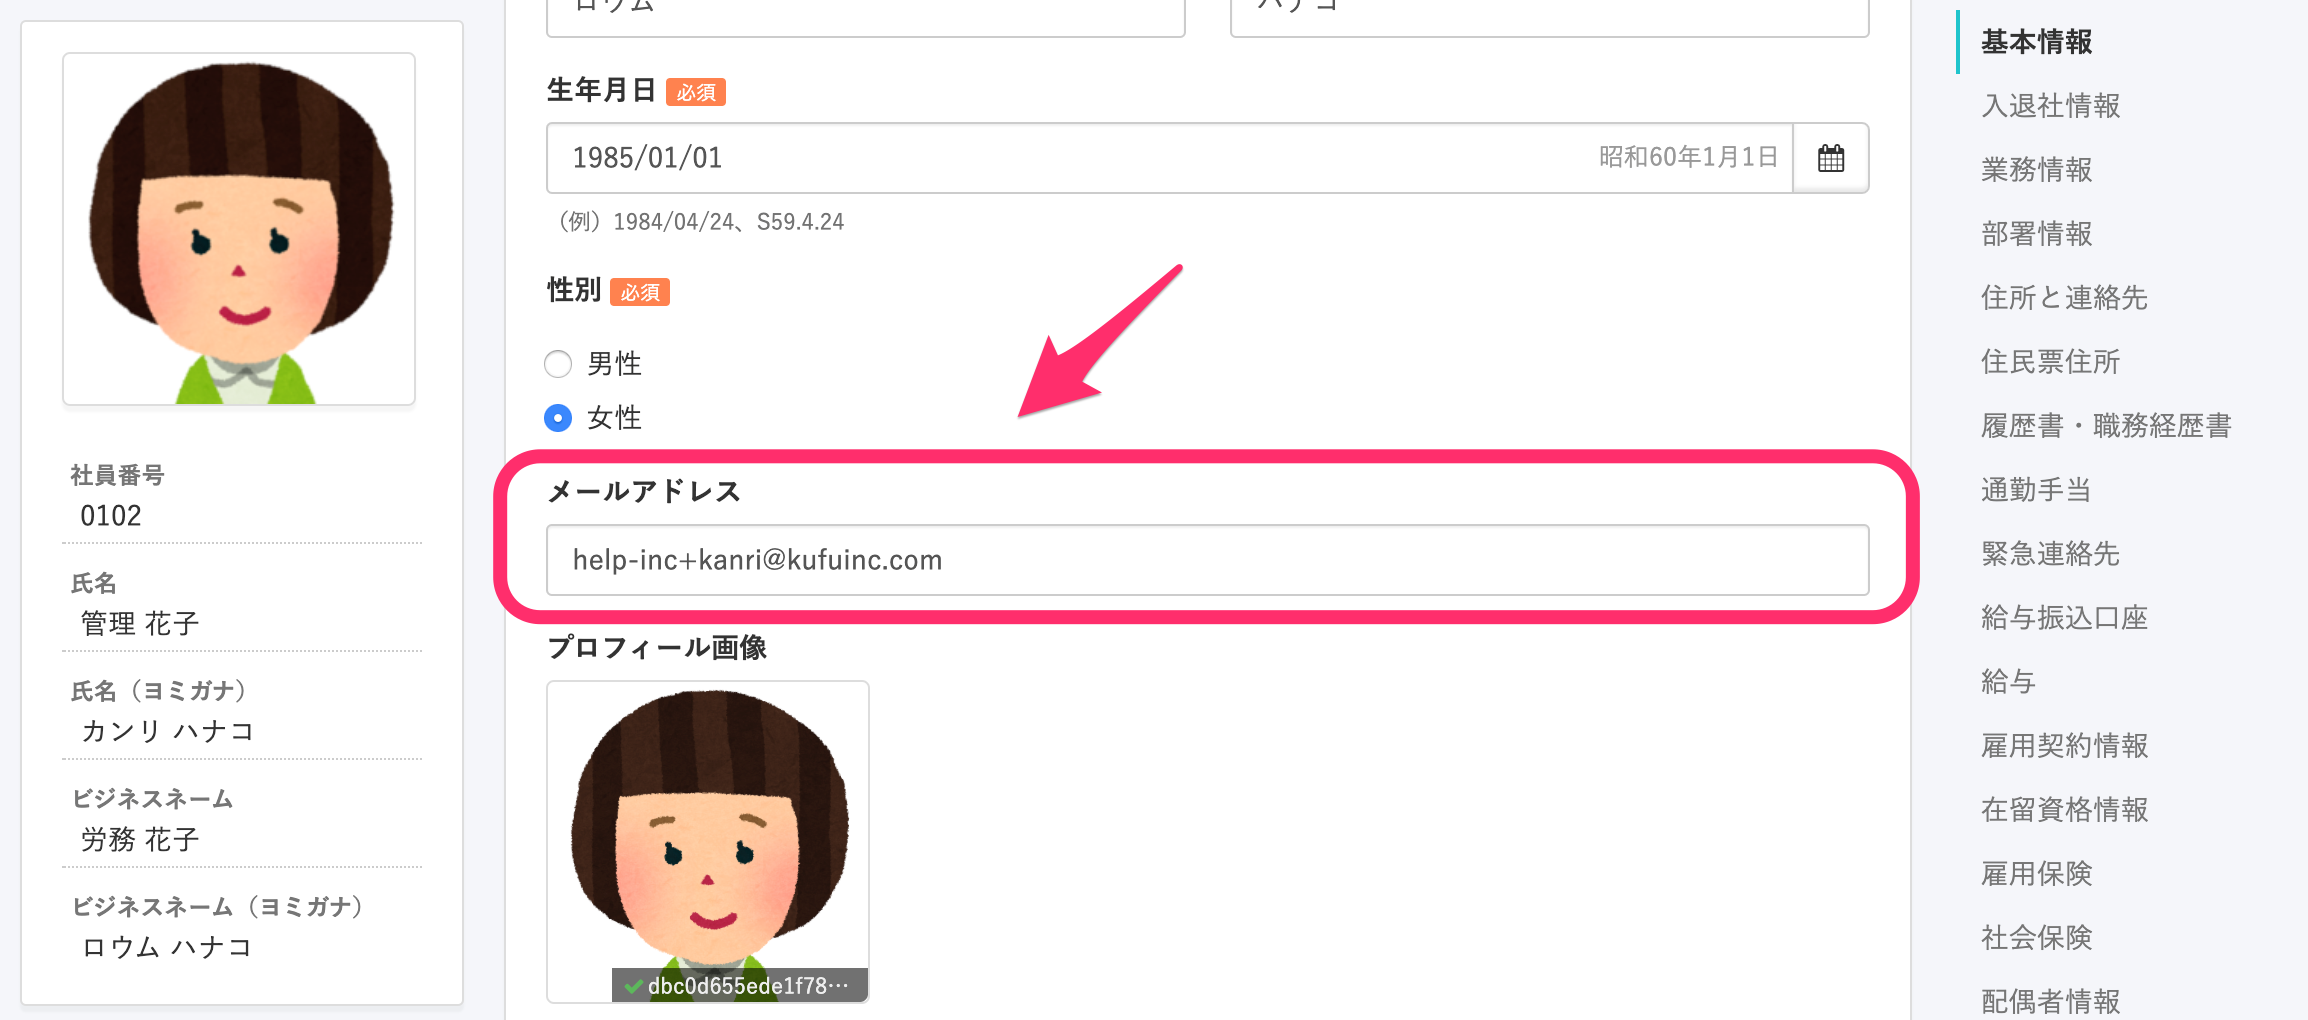 社員番号
0102
氏名
管理 花子
氏名（ヨミガナ）
カンリ ハナコ
ビジネスネーム
労務 花子
ビジネスネーム（ヨミガナ）
ロウム ハナコ
ロウム
ハナコ
生年月日 必須
1985/01/01 昭和60年1月1日
（例）1984/04/24、S59.4.24
性別 必須
男性
女性
メールアドレス
help-inc+kanri@kufuinc.com
プロフィール画像
dbc0d655ede1f78…
基本情報
入退社情報
業務情報
部署情報
住所と連絡先
住民票住所
履歴書・職務経歴書
通勤手当
緊急連絡先
給与振込口座
給与
雇用契約情報
在留資格情報
雇用保険
社会保険
配偶者情報